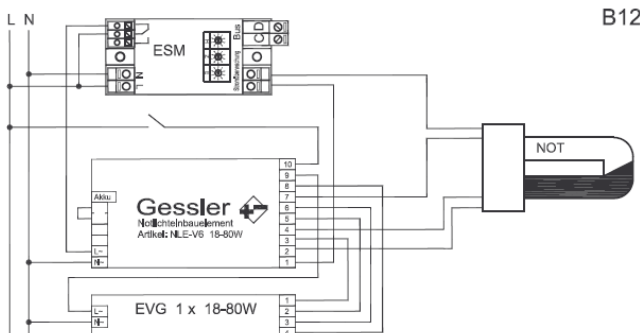 L N
B12
ESM
N
L
Bus
C D
10
9
8
7
6
5
4
3
2
1
Akku
Gessler
Notlichteinbauelement
Artikel: NLE-V6 18-80W
L~
N~
NOT
EVG 1 x 18-80W
L~
N~
1
2
3
4